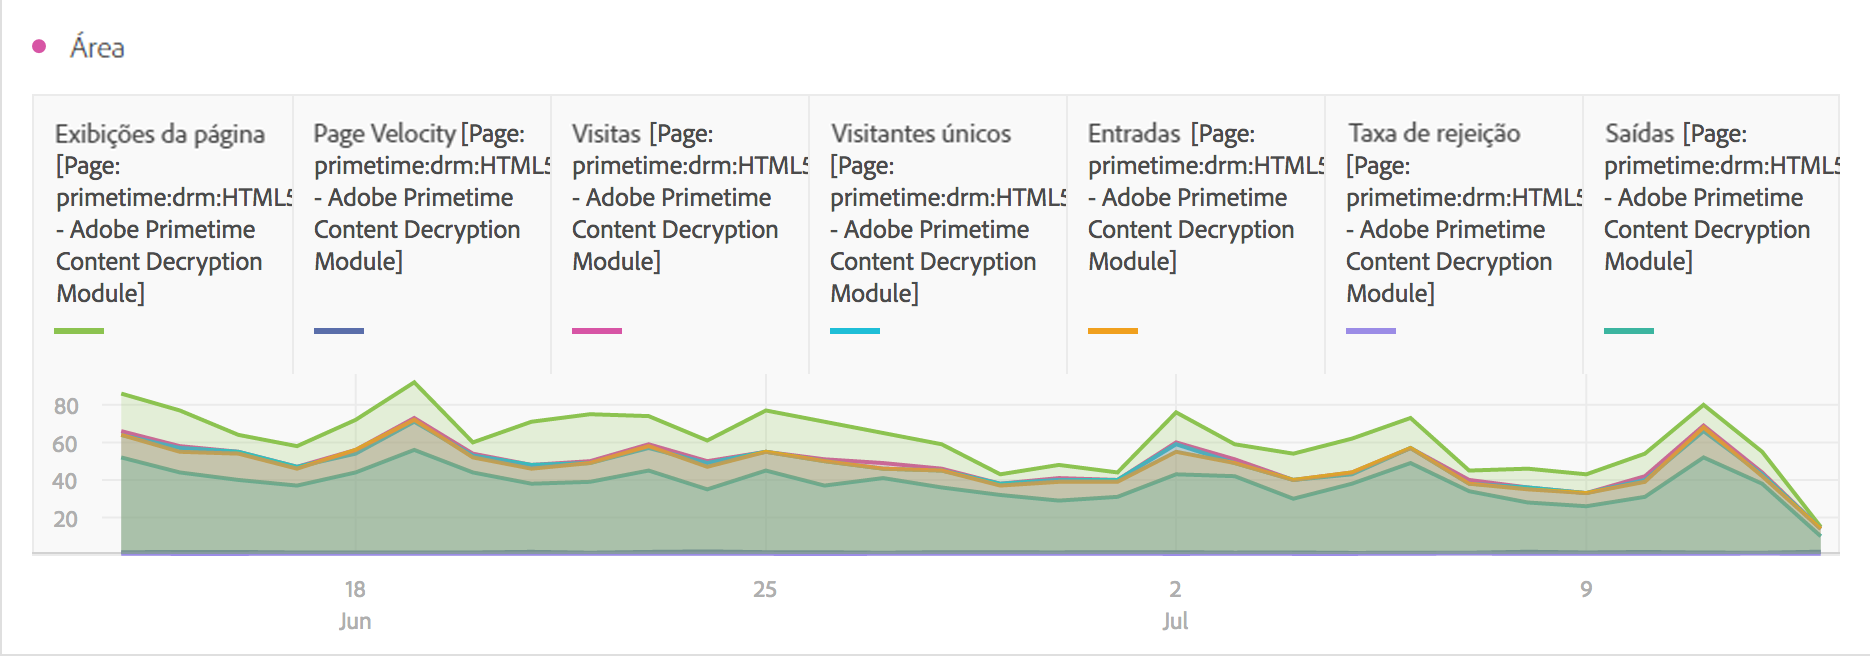 Área
Exibições da página
[Page:
primetime:drm:HTML5
- Adobe Primetime
Content Decryption
Module]
Page Velocity [Page:
primetime:drm:HTML5
- Adobe Primetime
Content Decryption
Module]
Visitas [Page:
primetime:drm:HTML5
- Adobe Primetime
Content Decryption
Module]
Visitantes únicos
[Page:
primetime:drm:HTML5
- Adobe Primetime
Content Decryption
Module]
Entradas [Page:
primetime:drm:HTML5
- Adobe Primetime
Content Decryption
Module]
Taxa de rejeição
[Page:
primetime:drm:HTML5
- Adobe Primetime
Content Decryption
Module]
Saídas [Page:
primetime:drm:HTML5
- Adobe Primetime
Content Decryption
Module]
80
60
40
20
18
Jun
25
2
Jul
9